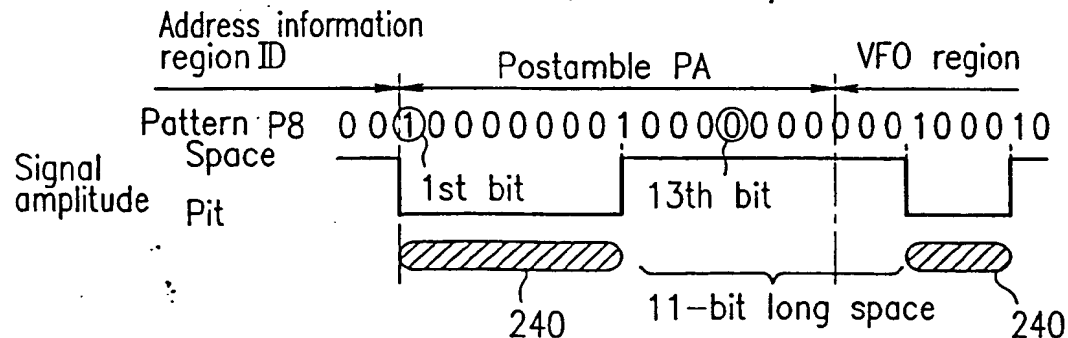 Address information
region ID
Postamble PA
VFO region
Pattern P8 0 0 1 0 0 0 0 0 0 0 1 0 0 0 0 0 0 0 0 0 0 1 0 0 0 1 0
Space
Signal
amplitude
1st bit
13th bit
Pit
11-bit long space
240
240